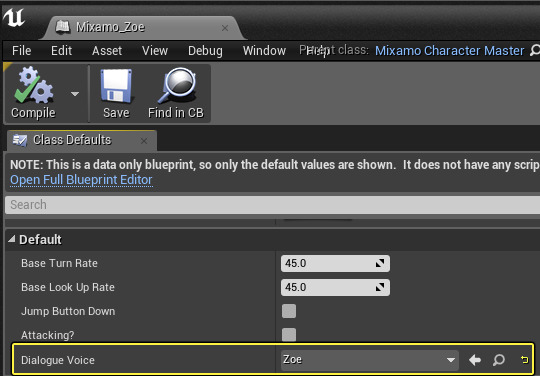 Mixamo_Zoe
File Edit Asset View Debug Window Help Parent class: Mixamo Character Master
Compile Save Find in CB
Class Defaults
NOTE: This is a data only blueprint, so only the default values are shown. It does not have any scrip
Open Full Blueprint Editor
Search
Default
Base Turn Rate 45.0
Base Look Up Rate 45.0
Jump Button Down
Attacking?
Dialogue Voice Zoe